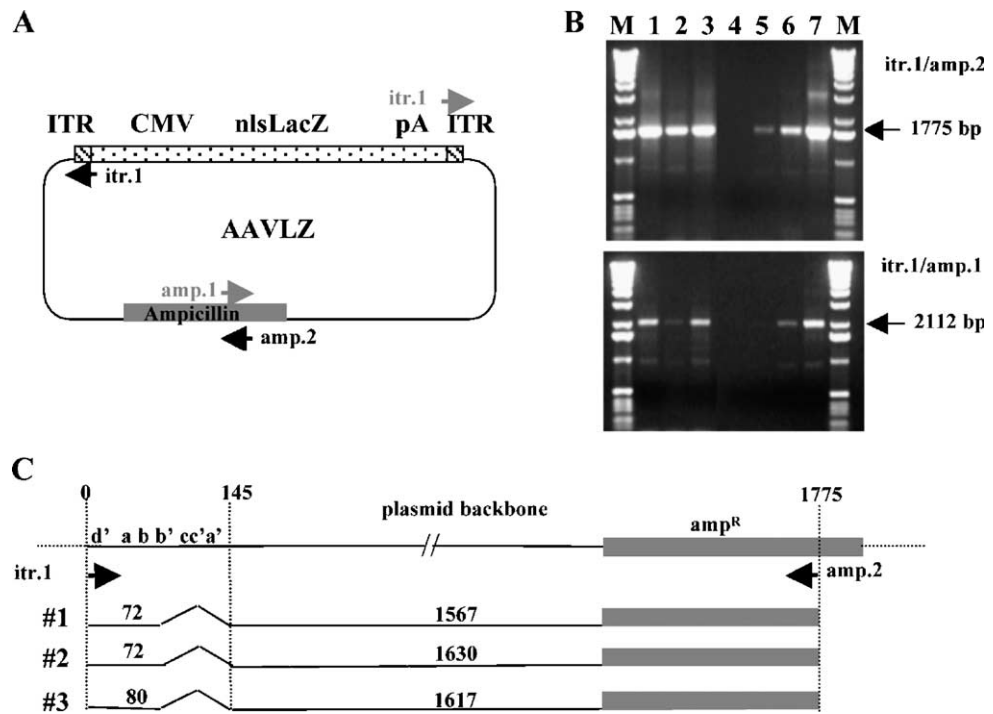 A
itr.1
ITR CMV nlsLacZ pA ITR
itr.1
AAVLZ
amp.1
Ampicillin
amp.2
B
M 1 2 3 4 5 6 7 M
itr.1/amp.2
1775 bp
itr.1/amp.1
2112 bp
C
0 145 1775
plasmid backbone
ampR
d' a b b' cc'a'
itr.1
amp.2
#1 72 1567
#2 72 1630
#3 80 1617